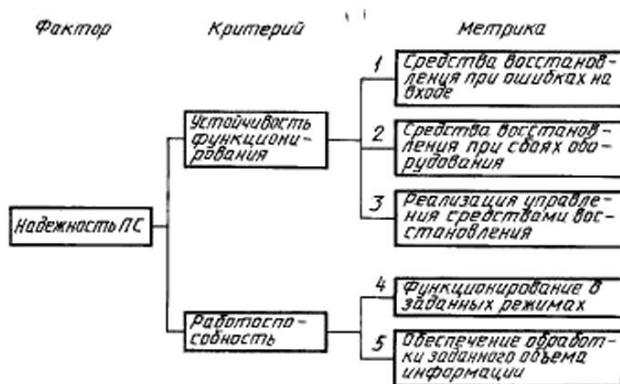 Фактор Критерий Метрика
1 Средства восстанов-
ления при ошибках на
входе
Устойчивость
функциони-
рования
2 Средства восстанов-
ления при сбоях обо-
рудования
3 Реализация управле-
ния средствами вос-
становления
Надежность ПС
4 Функционирование в
заданных режимах
Работоспо-
собность
5 Обеспечение обработ-
ки заданного объема
информации